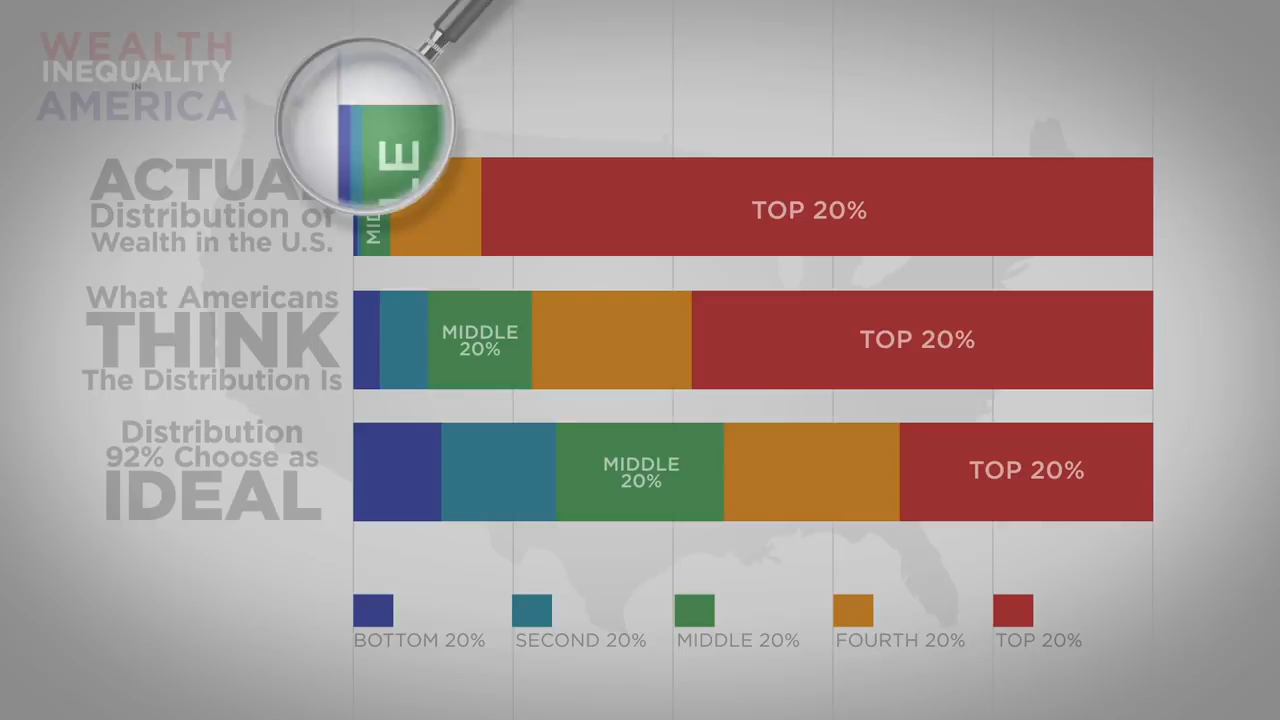 WEALTH
INEQUALITY
IN
AMERICA
ACTUAL
Distribution of
Wealth in the U.S.
TOP 20%
What Americans
THINK
The Distribution Is
MIDDLE
20%
TOP 20%
Distribution
92% Choose as
IDEAL
MIDDLE
20%
TOP 20%
BOTTOM 20%
SECOND 20%
MIDDLE 20%
FOURTH 20%
TOP 20%